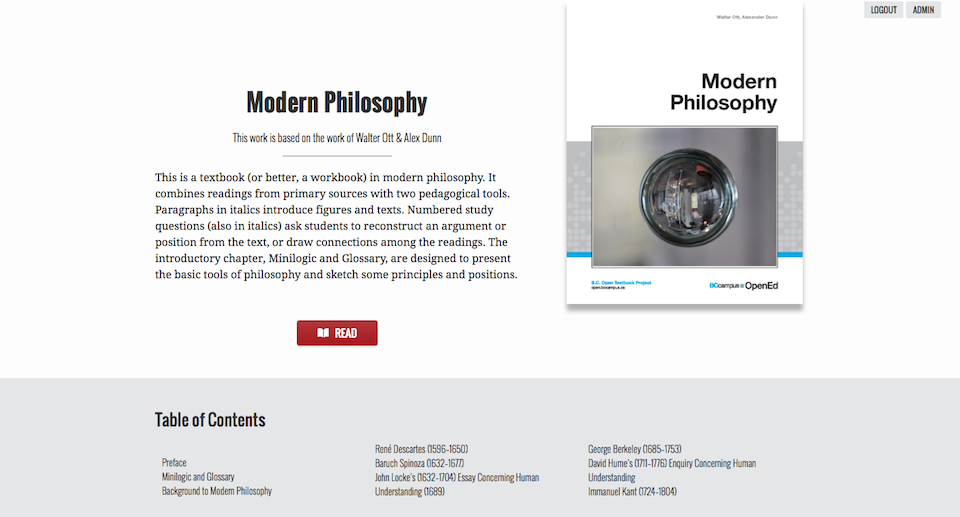 LOGOUT
ADMIN
Modern Philosophy
This work is based on the work of Walter Ott & Alex Dunn
This is a textbook (or better, a workbook) in modern philosophy. It
combines readings from primary sources with two pedagogical tools.
Paragraphs in italics introduce figures and texts. Numbered study
questions (also in italics) ask students to reconstruct an argument or
position from the text, or draw connections among the readings. The
introductory chapter, Minilogic and Glossary, are designed to present
the basic tools of philosophy and sketch some principles and positions.
READ
Walter Ott, Alexander Dunn
Modern
Philosophy
B.C. Open Textbook Project
open.bccampus.ca
BCcampus OpenEd
Table of Contents
Preface
Minilogic and Glossary
Background to Modern Philosophy
René Descartes (1596–1650)
Baruch Spinoza (1632–1677)
John Locke's (1632–1704) Essay Concerning Human
Understanding (1689)
George Berkeley (1685–1753)
David Hume's (1711–1776) Enquiry Concerning Human
Understanding
Immanuel Kant (1724–1804)